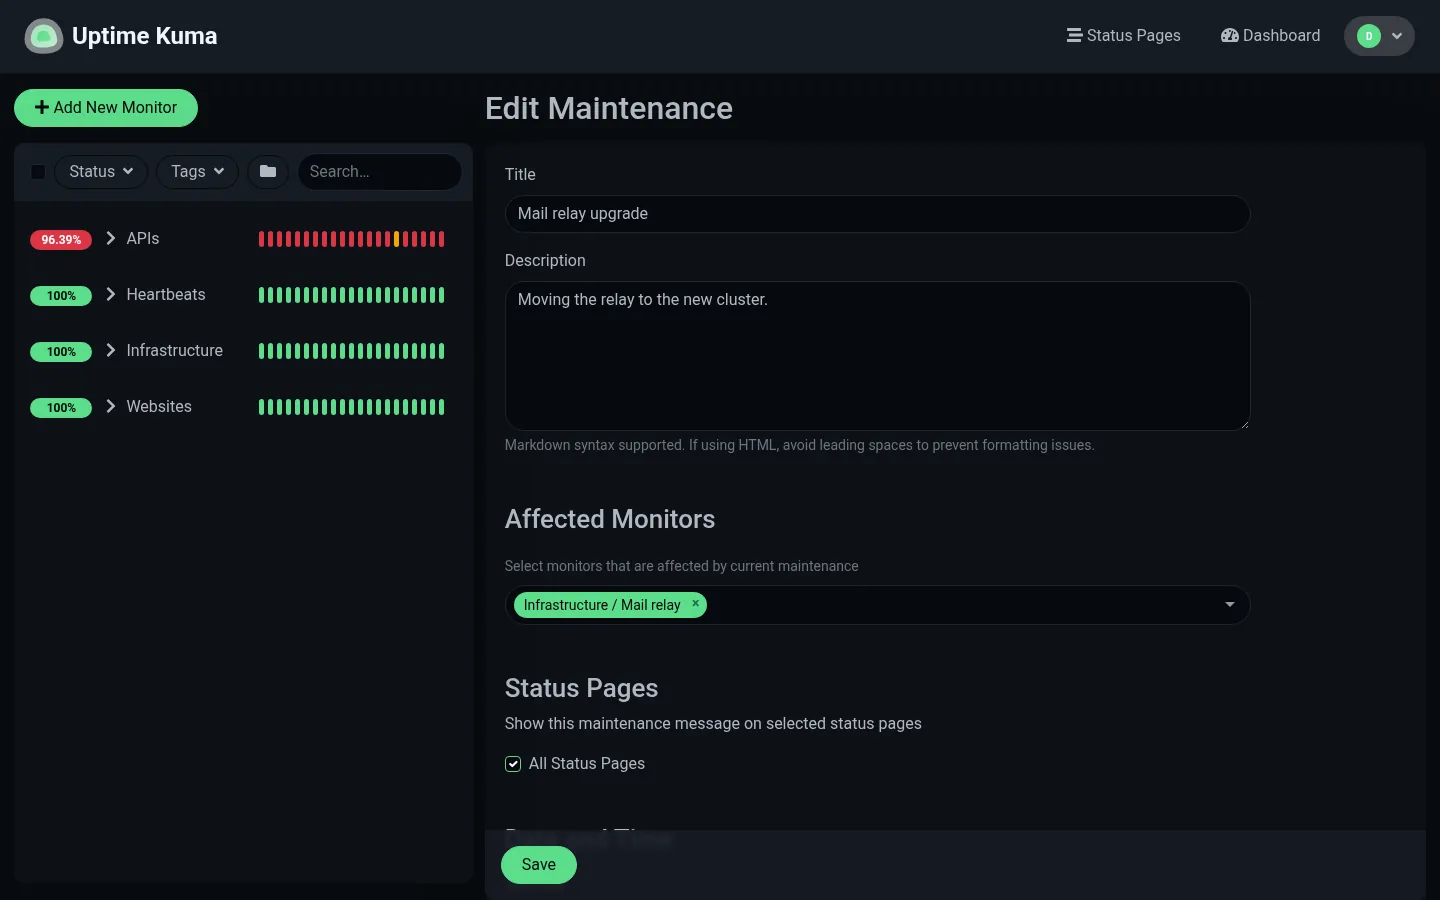 Uptime Kuma
Status Pages
Dashboard
D
Add New Monitor
Status
Tags
Search...
96.39%
APIs
100%
Heartbeats
100%
Infrastructure
100%
Websites
Edit Maintenance
Title
Mail relay upgrade
Description
Moving the relay to the new cluster.
Markdown syntax supported. If using HTML, avoid leading spaces to prevent formatting issues.
Affected Monitors
Select monitors that are affected by current maintenance
Infrastructure / Mail relay ×
Status Pages
Show this maintenance message on selected status pages
All Status Pages
Date and Time
Save